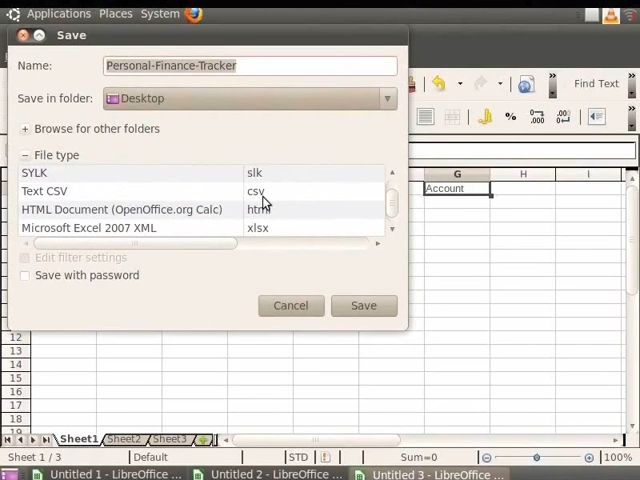 Applications Places System
Save
Name: Personal-Finance-Tracker
Save in folder: Desktop
Browse for other folders
File type
SYLK slk
Text CSV csv
HTML Document (OpenOffice.org Calc) html
Microsoft Excel 2007 XML xlsx
Edit filter settings
Save with password
Cancel Save
Find Text
G H I
Account
12
13
14
15
16
17
18
Sheet1 Sheet2 Sheet3
Sheet 1 / 3 Default STD Sum=0 100%
Untitled 1 - LibreOffice ... Untitled 2 - LibreOffice ... Untitled 3 - LibreOffice ...